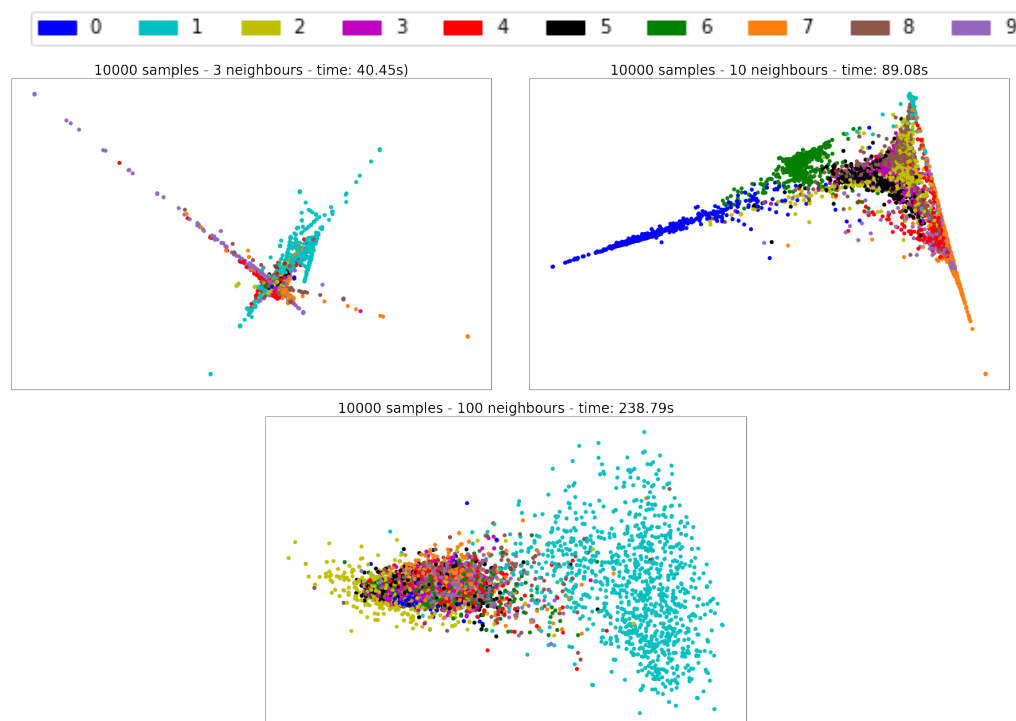 0 1 2 3 4 5 6 7 8 9
10000 samples - 3 neighbours - time: 40.45s)
10000 samples - 10 neighbours - time: 89.08s
10000 samples - 100 neighbours - time: 238.79s